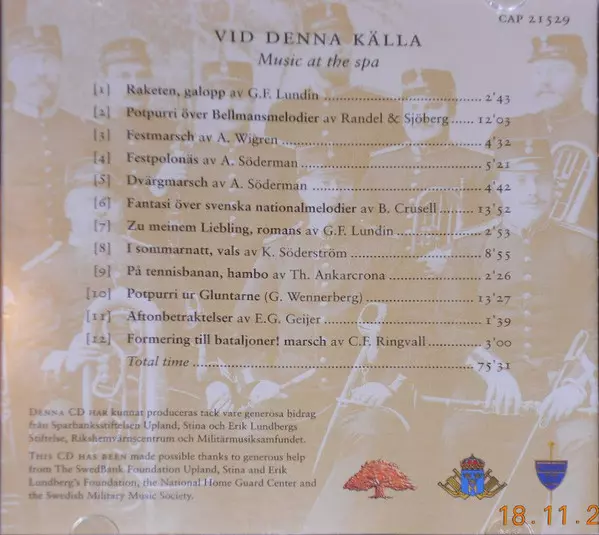 CAP 21529
VID DENNA KÄLLA
Music at the spa
[1] Raketen, galopp av G.F. Lundin ........ 2'43
[2] Potpurri över Bellmansmelodier av Randel & Sjöberg ..... 12'03
[3] Festmarsch av A. Wigren ........ 4'32
[4] Festpolonäs av A. Söderman ........ 5'21
[5] Dvärgmarsch av A. Söderman ........ 4'42
[6] Fantasi över svenska nationalmelodier av B. Crusell ........ 13'52
[7] Zu meinem Liebling, romans av G.F. Lundin ........ 2'53
[8] I sommarnatt, vals av K. Söderström ........ 8'55
[9] På tennisbanan, hambo av Th. Ankarcrona ........ 2'26
[10] Potpurri ur Gluntarne (G. Wennerberg) ........ 13'27
[11] Aftonbetraktelser av E.G. Geijer ........ 1'39
[12] Formering till bataljoner! marsch av C.F. Ringvall ........ 3'00
Total time ........ 75'31
DENNA CD HAR kunnat produceras tack vare generösa bidrag
från Sparbanksstiftelsen Upland, Stina och Erik Lundbergs
Stiftelse, Rikshemvärnscentrum och Militärmusiksamfundet.
THIS CD HAS BEEN made possible thanks to generous help
from The SwedBank Foundation Upland, Stina and Erik
Lundberg's Foundation, the National Home Guard Center and
the Swedish Military Music Society.
18.11.2